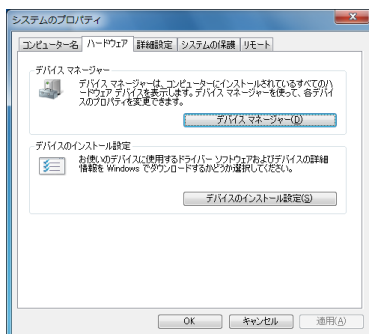 システムのプロパティ
コンピューター名 ハードウェア 詳細設定 システムの保護 リモート
デバイス マネージャー
デバイス マネージャーは、コンピューターにインストールされているすべてのハ
ードウェア デバイスを表示します。デバイス マネージャーを使って、各デバイ
スのプロパティを変更できます。
デバイス マネージャー(D)
デバイスのインストール設定
お使いのデバイスに使用するドライバー ソフトウェアおよびデバイスの詳細
情報を Windows でダウンロードするかどうか選択してください。
デバイスのインストール設定(S)
OK キャンセル 適用(A)